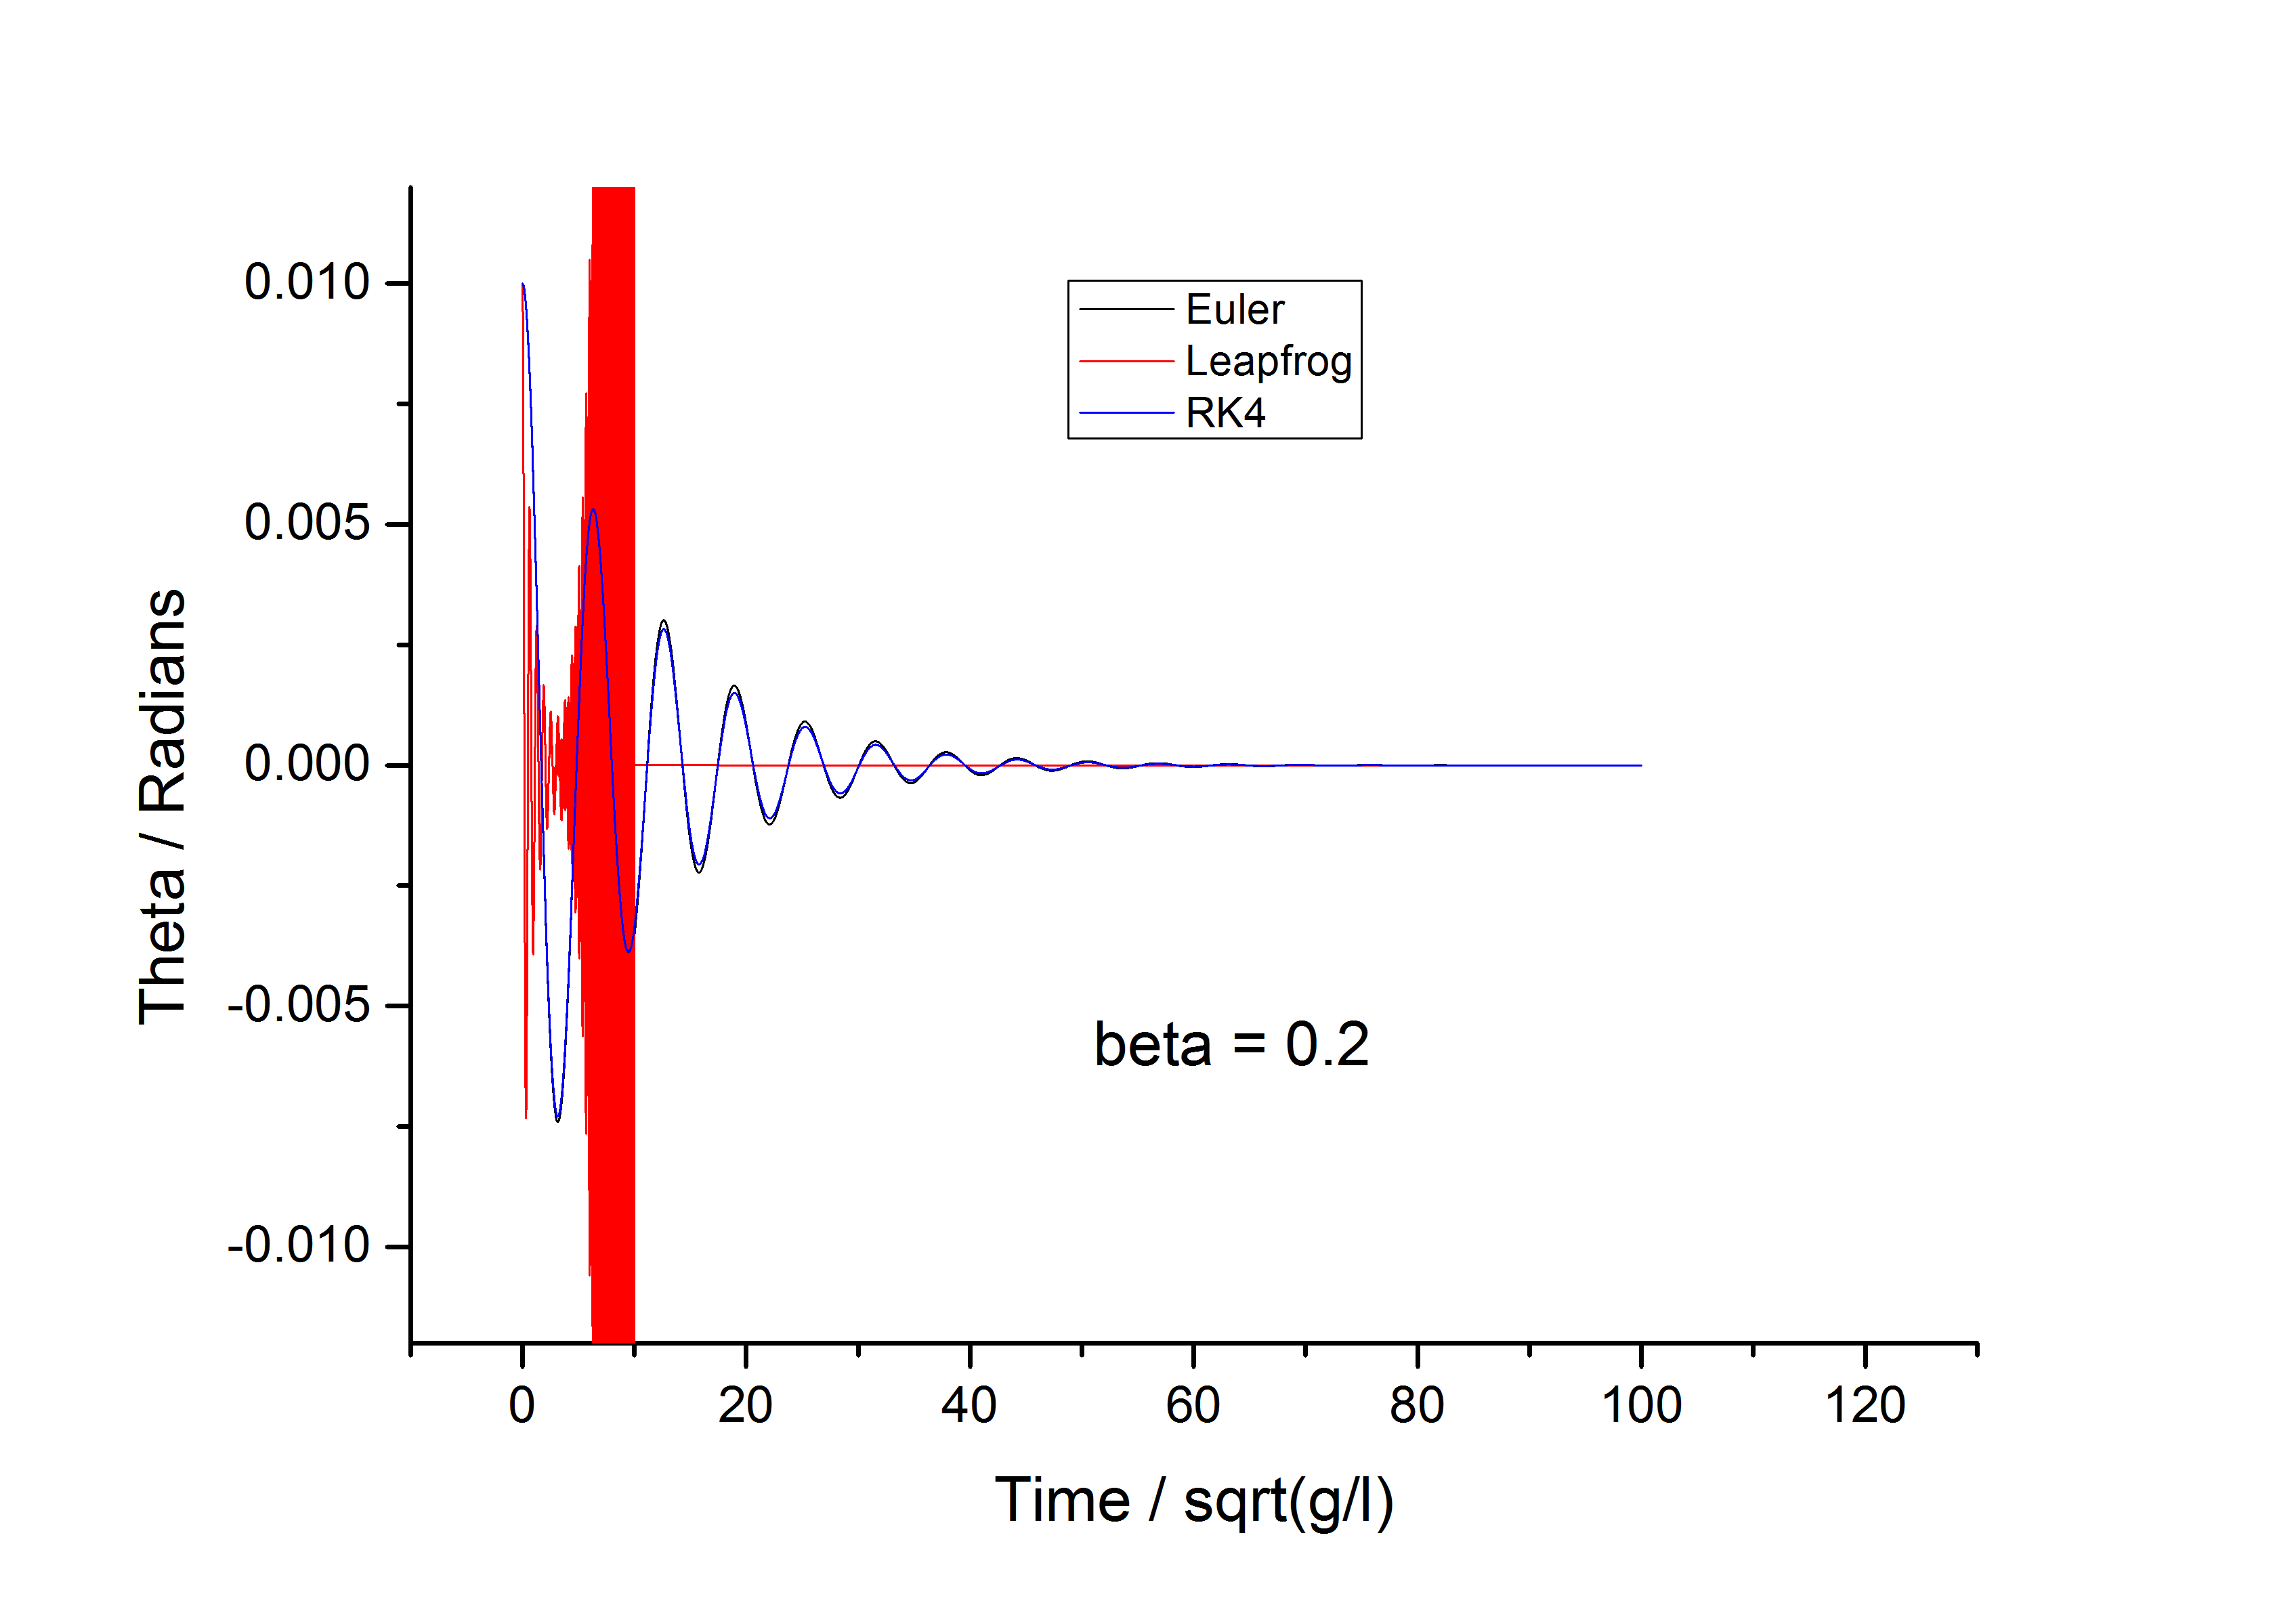 0.010
0.005
0.000
-0.005
-0.010
Theta / Radians
Euler
Leapfrog
RK4
beta = 0.2
0 20 40 60 80 100 120
Time / sqrt(g/l)